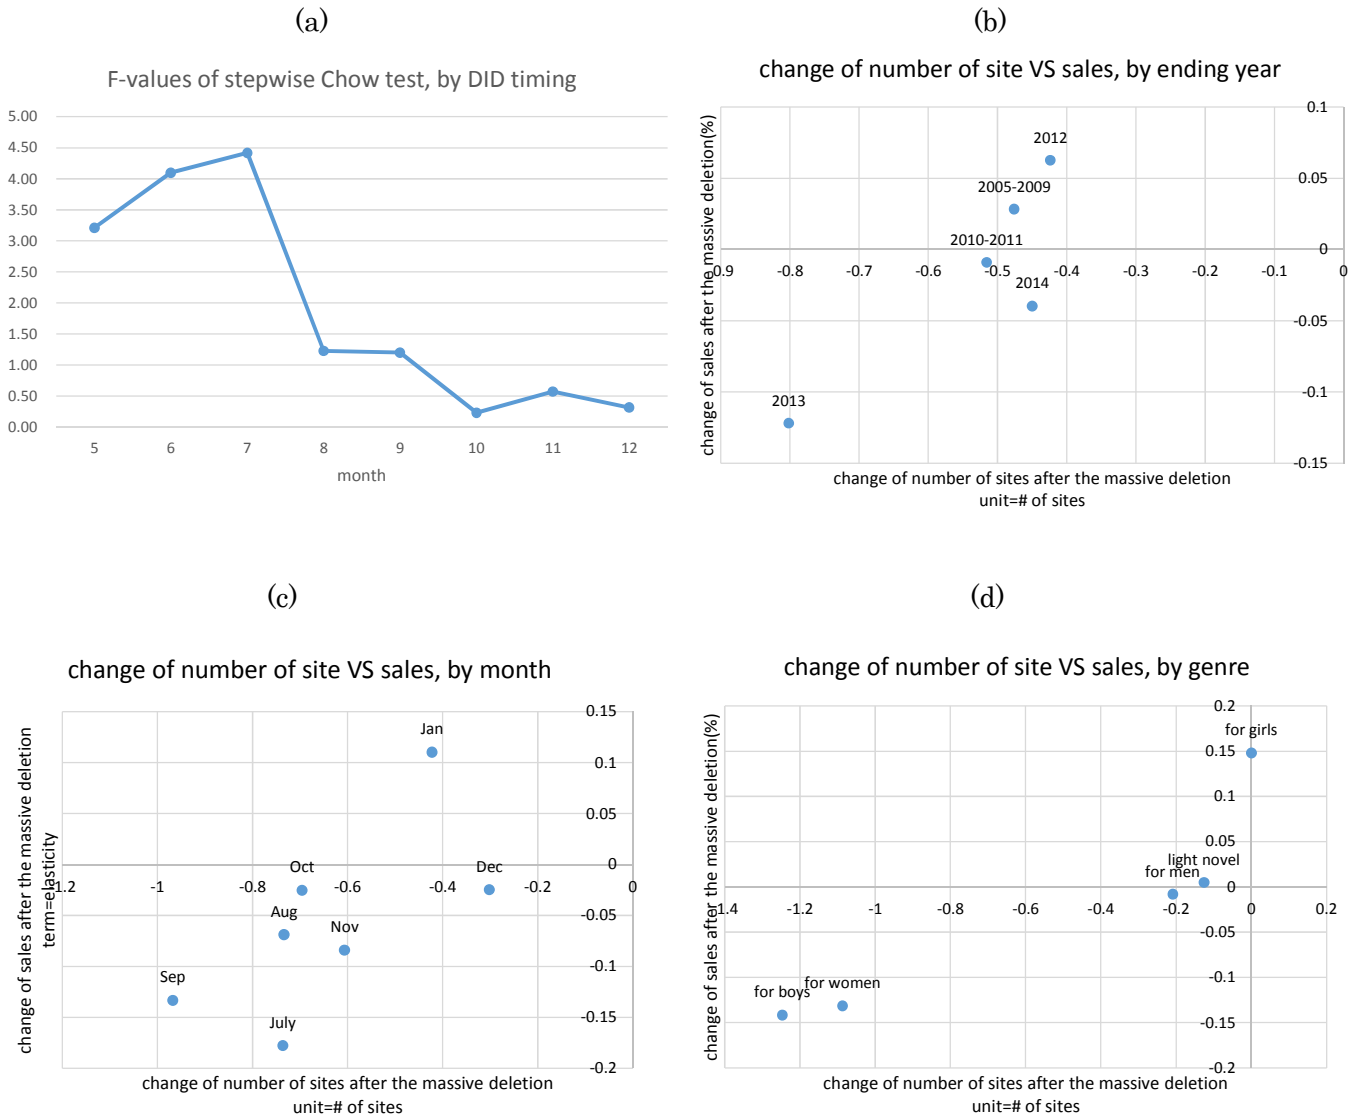 (a)
F-values of stepwise Chow test, by DID timing
5.00
4.50
4.00
3.50
3.00
2.50
2.00
1.50
1.00
0.50
0.00
5 6 7 8 9 10 11 12
month
(b)
change of number of site VS sales, by ending year
change of sales after the massive deletion(%)
0.1
2012
0.05
2005-2009
2010-2011
0
0.9 -0.8 -0.7 -0.6 -0.5 -0.4 -0.3 -0.2 -0.1 0
2014
-0.05
-0.1
2013
-0.15
change of number of sites after the massive deletion
unit=# of sites
(c)
change of number of site VS sales, by month
change of sales after the massive deletion
term=elasticity
0.15
Jan
0.1
0.05
0
Oct Dec
1.2 -1 -0.8 -0.6 -0.4 -0.2 0
Aug
-0.05
Nov
-0.1
Sep
-0.15
July
-0.2
change of number of sites after the massive deletion
unit=# of sites
(d)
change of number of site VS sales, by genre
change of sales after the massive deletion(%)
0.2
for girls
0.15
0.1
0.05
light novel
for men
0
1.4 -1.2 -1 -0.8 -0.6 -0.4 -0.2 0 0.2
-0.05
-0.1
for women
for boys
-0.15
-0.2
change of number of sites after the massive deletion
unit=# of sites